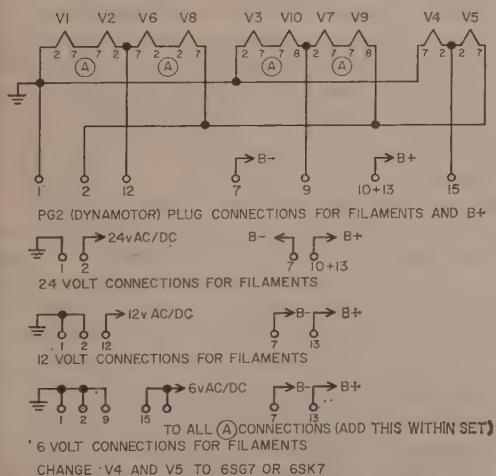 V1 V2 V6 V8 V3 V10 V7 V9 V4 V5
2 7 7 2 2 7 2 7 2 7 7 8 2 7 7 8 2 7 2 7
A A A A
B- B+
1 2 12 7 9 10+13 15
PG2 (DYNAMOTOR) PLUG CONNECTIONS FOR FILAMENTS AND B+
24v AC/DC B- B+
1 2 7 10+13
24 VOLT CONNECTIONS FOR FILAMENTS
12v AC/DC B- B+
1 2 12 7 13
12 VOLT CONNECTIONS FOR FILAMENTS
6vAC/DC B- B+
1 2 9 15 7 13
TO ALL A CONNECTIONS (ADD THIS WITHIN SET)
6 VOLT CONNECTIONS FOR FILAMENTS
CHANGE V4 AND V5 TO 6SG7 OR 6SK7